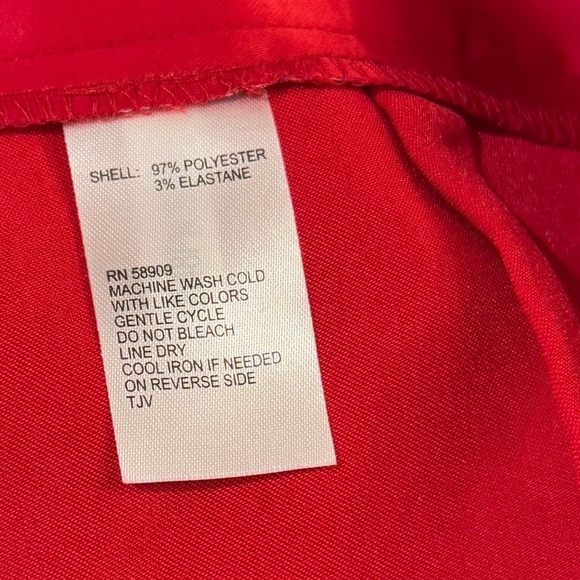 SHELL: 97% POLYESTER
3% ELASTANE
RN 58909
MACHINE WASH COLD
WITH LIKE COLORS
GENTLE CYCLE
DO NOT BLEACH
LINE DRY
COOL IRON IF NEEDED
ON REVERSE SIDE
TJV